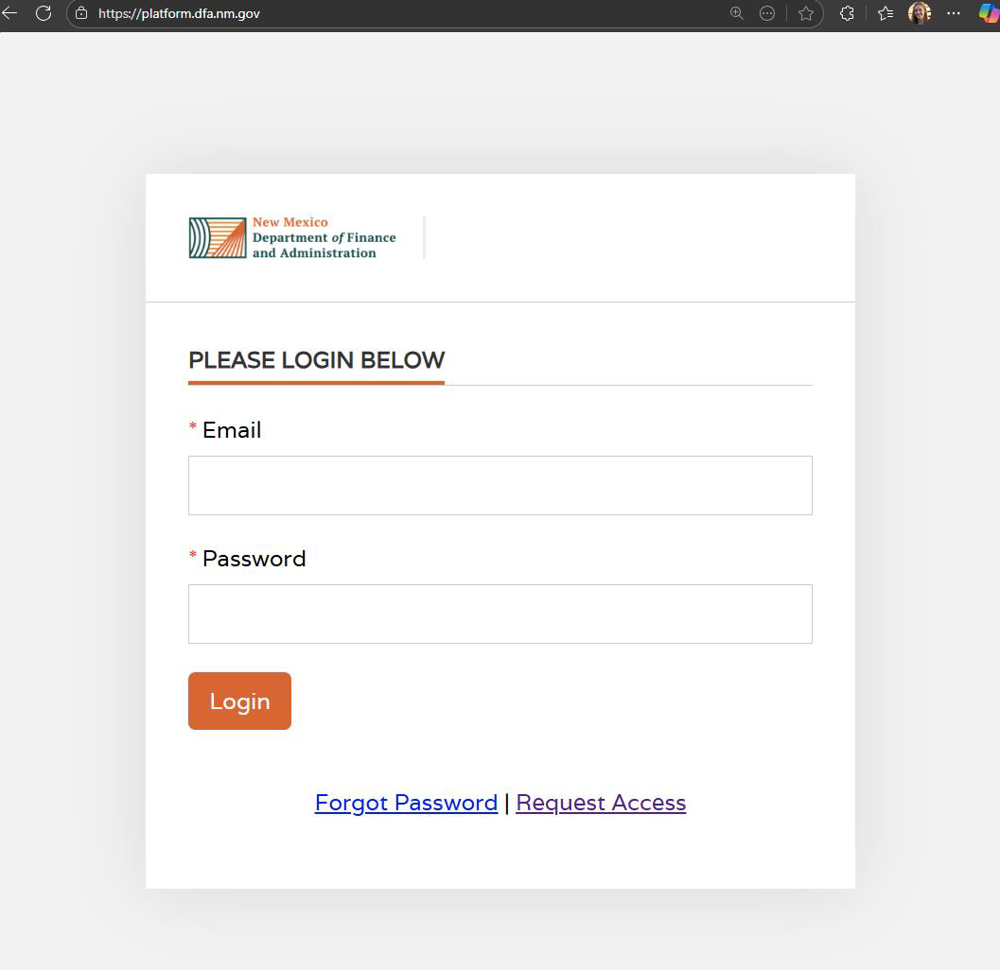 https://platform.dfa.nm.gov
New Mexico
Department of Finance
and Administration
PLEASE LOGIN BELOW
* Email
* Password
Login
Forgot Password | Request Access